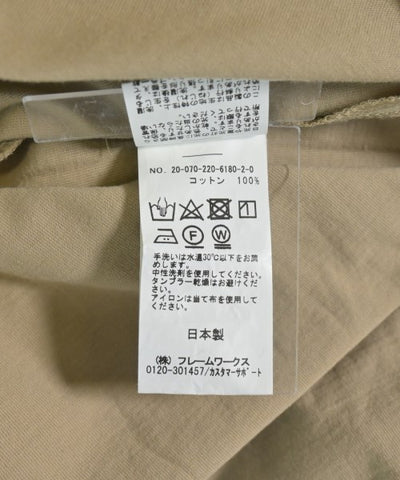 NO. 20-070-220-6180-2-0
コットン 100%
F W
手洗いは水温30℃以下をお薦
めします。
中性洗剤を使用してください。
タンブラー乾燥はお避けくださ
い。
アイロンは当て布を使用して
ください。
日本製
(株) フレームワークス
0120-301457/カスタマーサポート